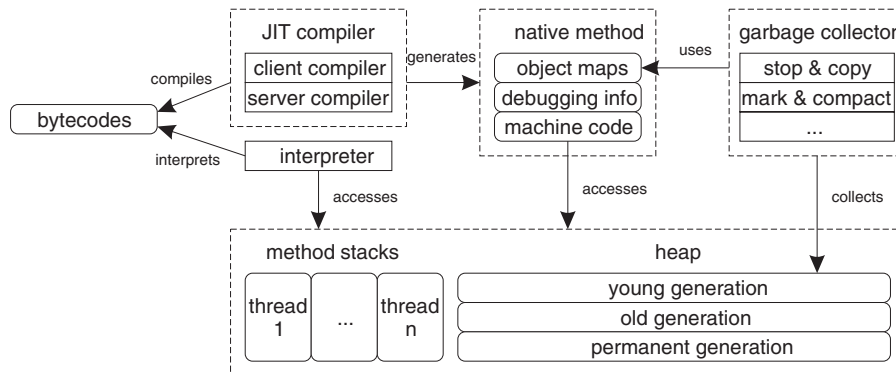 JIT compiler
client compiler
server compiler
compiles
generates
native method
object maps
debugging info
machine code
uses
garbage collector
stop & copy
mark & compact
...
bytecodes
interprets
interpreter
accesses
accesses
collects
method stacks
thread
1
...
thread
n
heap
young generation
old generation
permanent generation